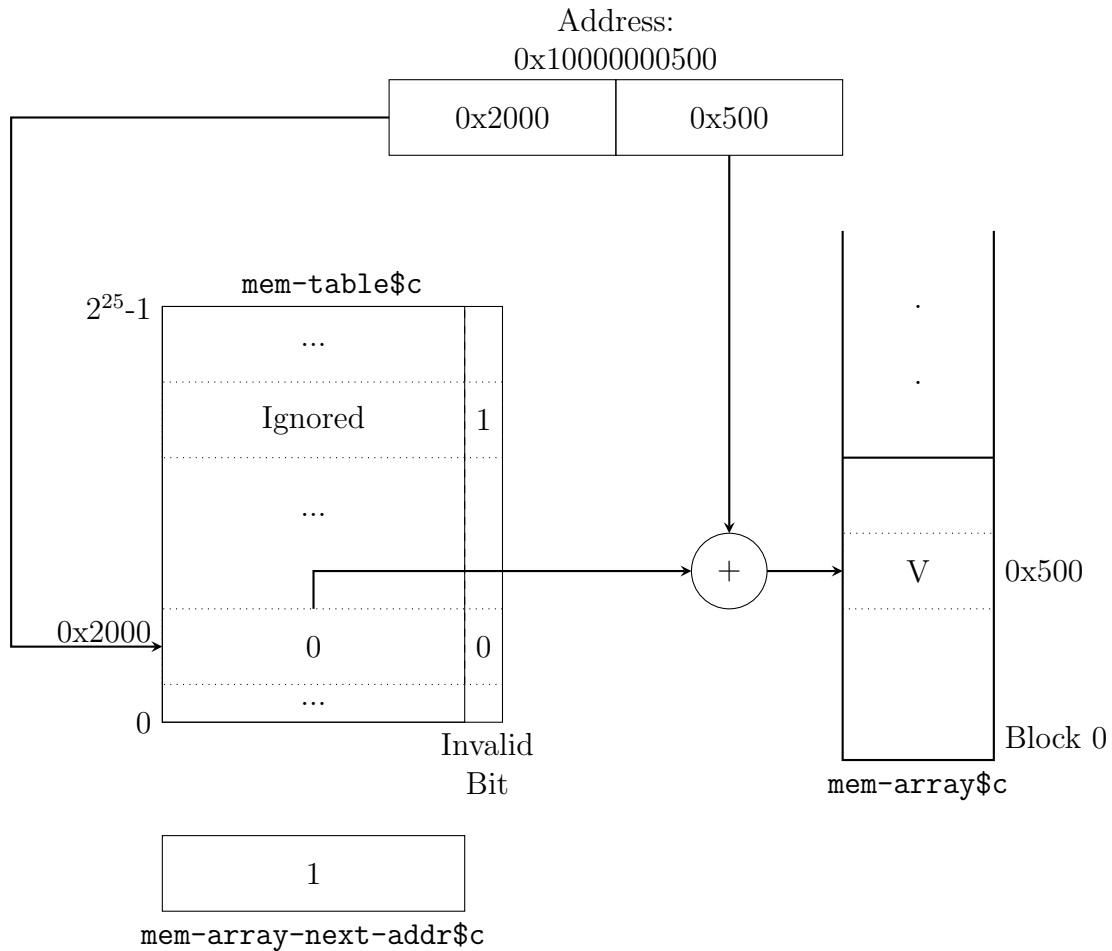 Address:
0x10000000500
0x2000 0x500
mem-table$c
2^25-1
...
Ignored 1
...
+
V 0x500
0x2000
0 0
...
0
Invalid
Bit
Block 0
mem-array$c
.
.
1
mem-array-next-addr$c